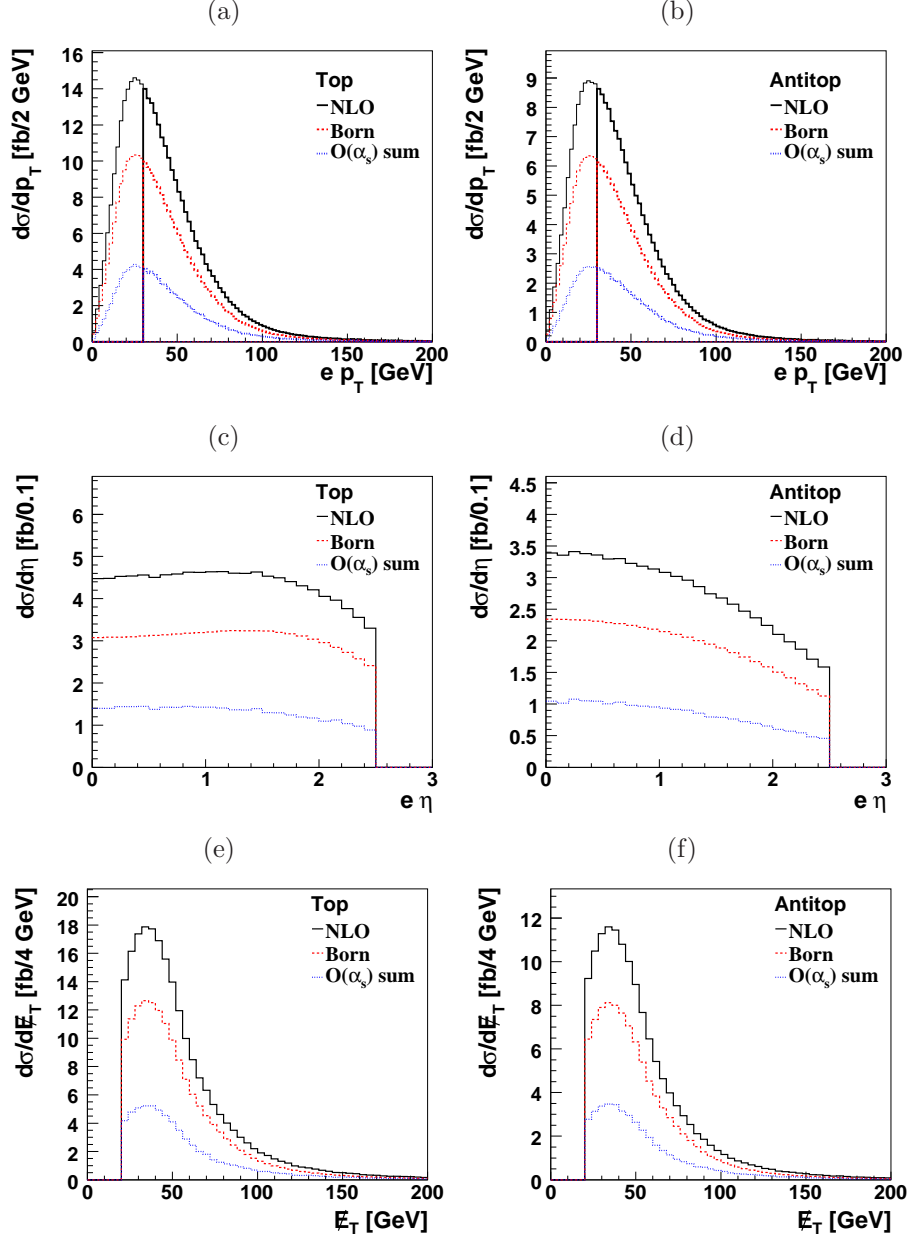 (a)
dσ/dp_T [fb/2 GeV]
16
14
12
10
8
6
4
2
0
0 50 100 150 200
e p_T [GeV]
Top
NLO
Born
O(α_s) sum
(b)
dσ/dp_T [fb/2 GeV]
9
8
7
6
5
4
3
2
1
0
0 50 100 150 200
e p_T [GeV]
Antitop
NLO
Born
O(α_s) sum
(c)
dσ/dη [fb/0.1]
6
5
4
3
2
1
0
0 1 2 3
e η
Top
NLO
Born
O(α_s) sum
(d)
dσ/dη [fb/0.1]
4.5
4
3.5
3
2.5
2
1.5
1
0.5
0
0 1 2 3
e η
Antitop
NLO
Born
O(α_s) sum
(e)
dσ/dE̸_T [fb/4 GeV]
20
18
16
14
12
10
8
6
4
2
0
0 50 100 150 200
E̸_T [GeV]
Top
NLO
Born
O(α_s) sum
(f)
dσ/dE̸_T [fb/4 GeV]
12
10
8
6
4
2
0
0 50 100 150 200
E̸_T [GeV]
Antitop
NLO
Born
O(α_s) sum